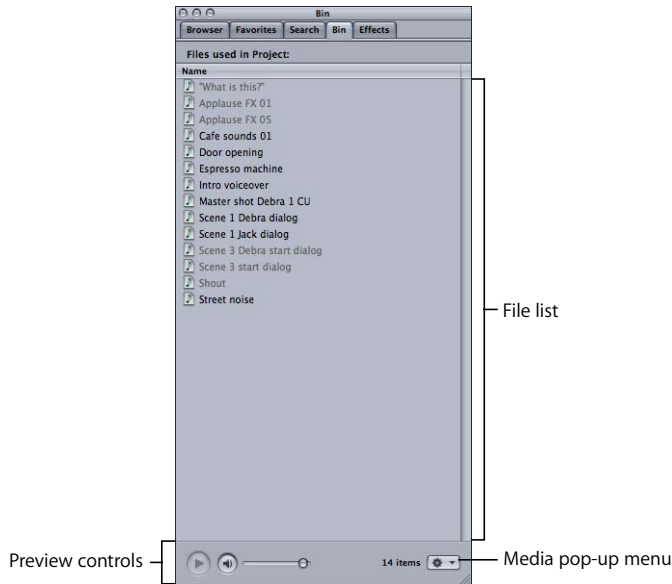 Bin
Browser Favorites Search Bin Effects
Files used in Project:
Name
"What is this?"
Applause FX 01
Applause FX 05
Cafe sounds 01
Door opening
Espresso machine
Intro voiceover
Master shot Debra 1 CU
Scene 1 Debra dialog
Scene 1 Jack dialog
Scene 3 Debra start dialog
Scene 3 start dialog
Shout
Street noise
File list
Preview controls
14 items
Media pop-up menu